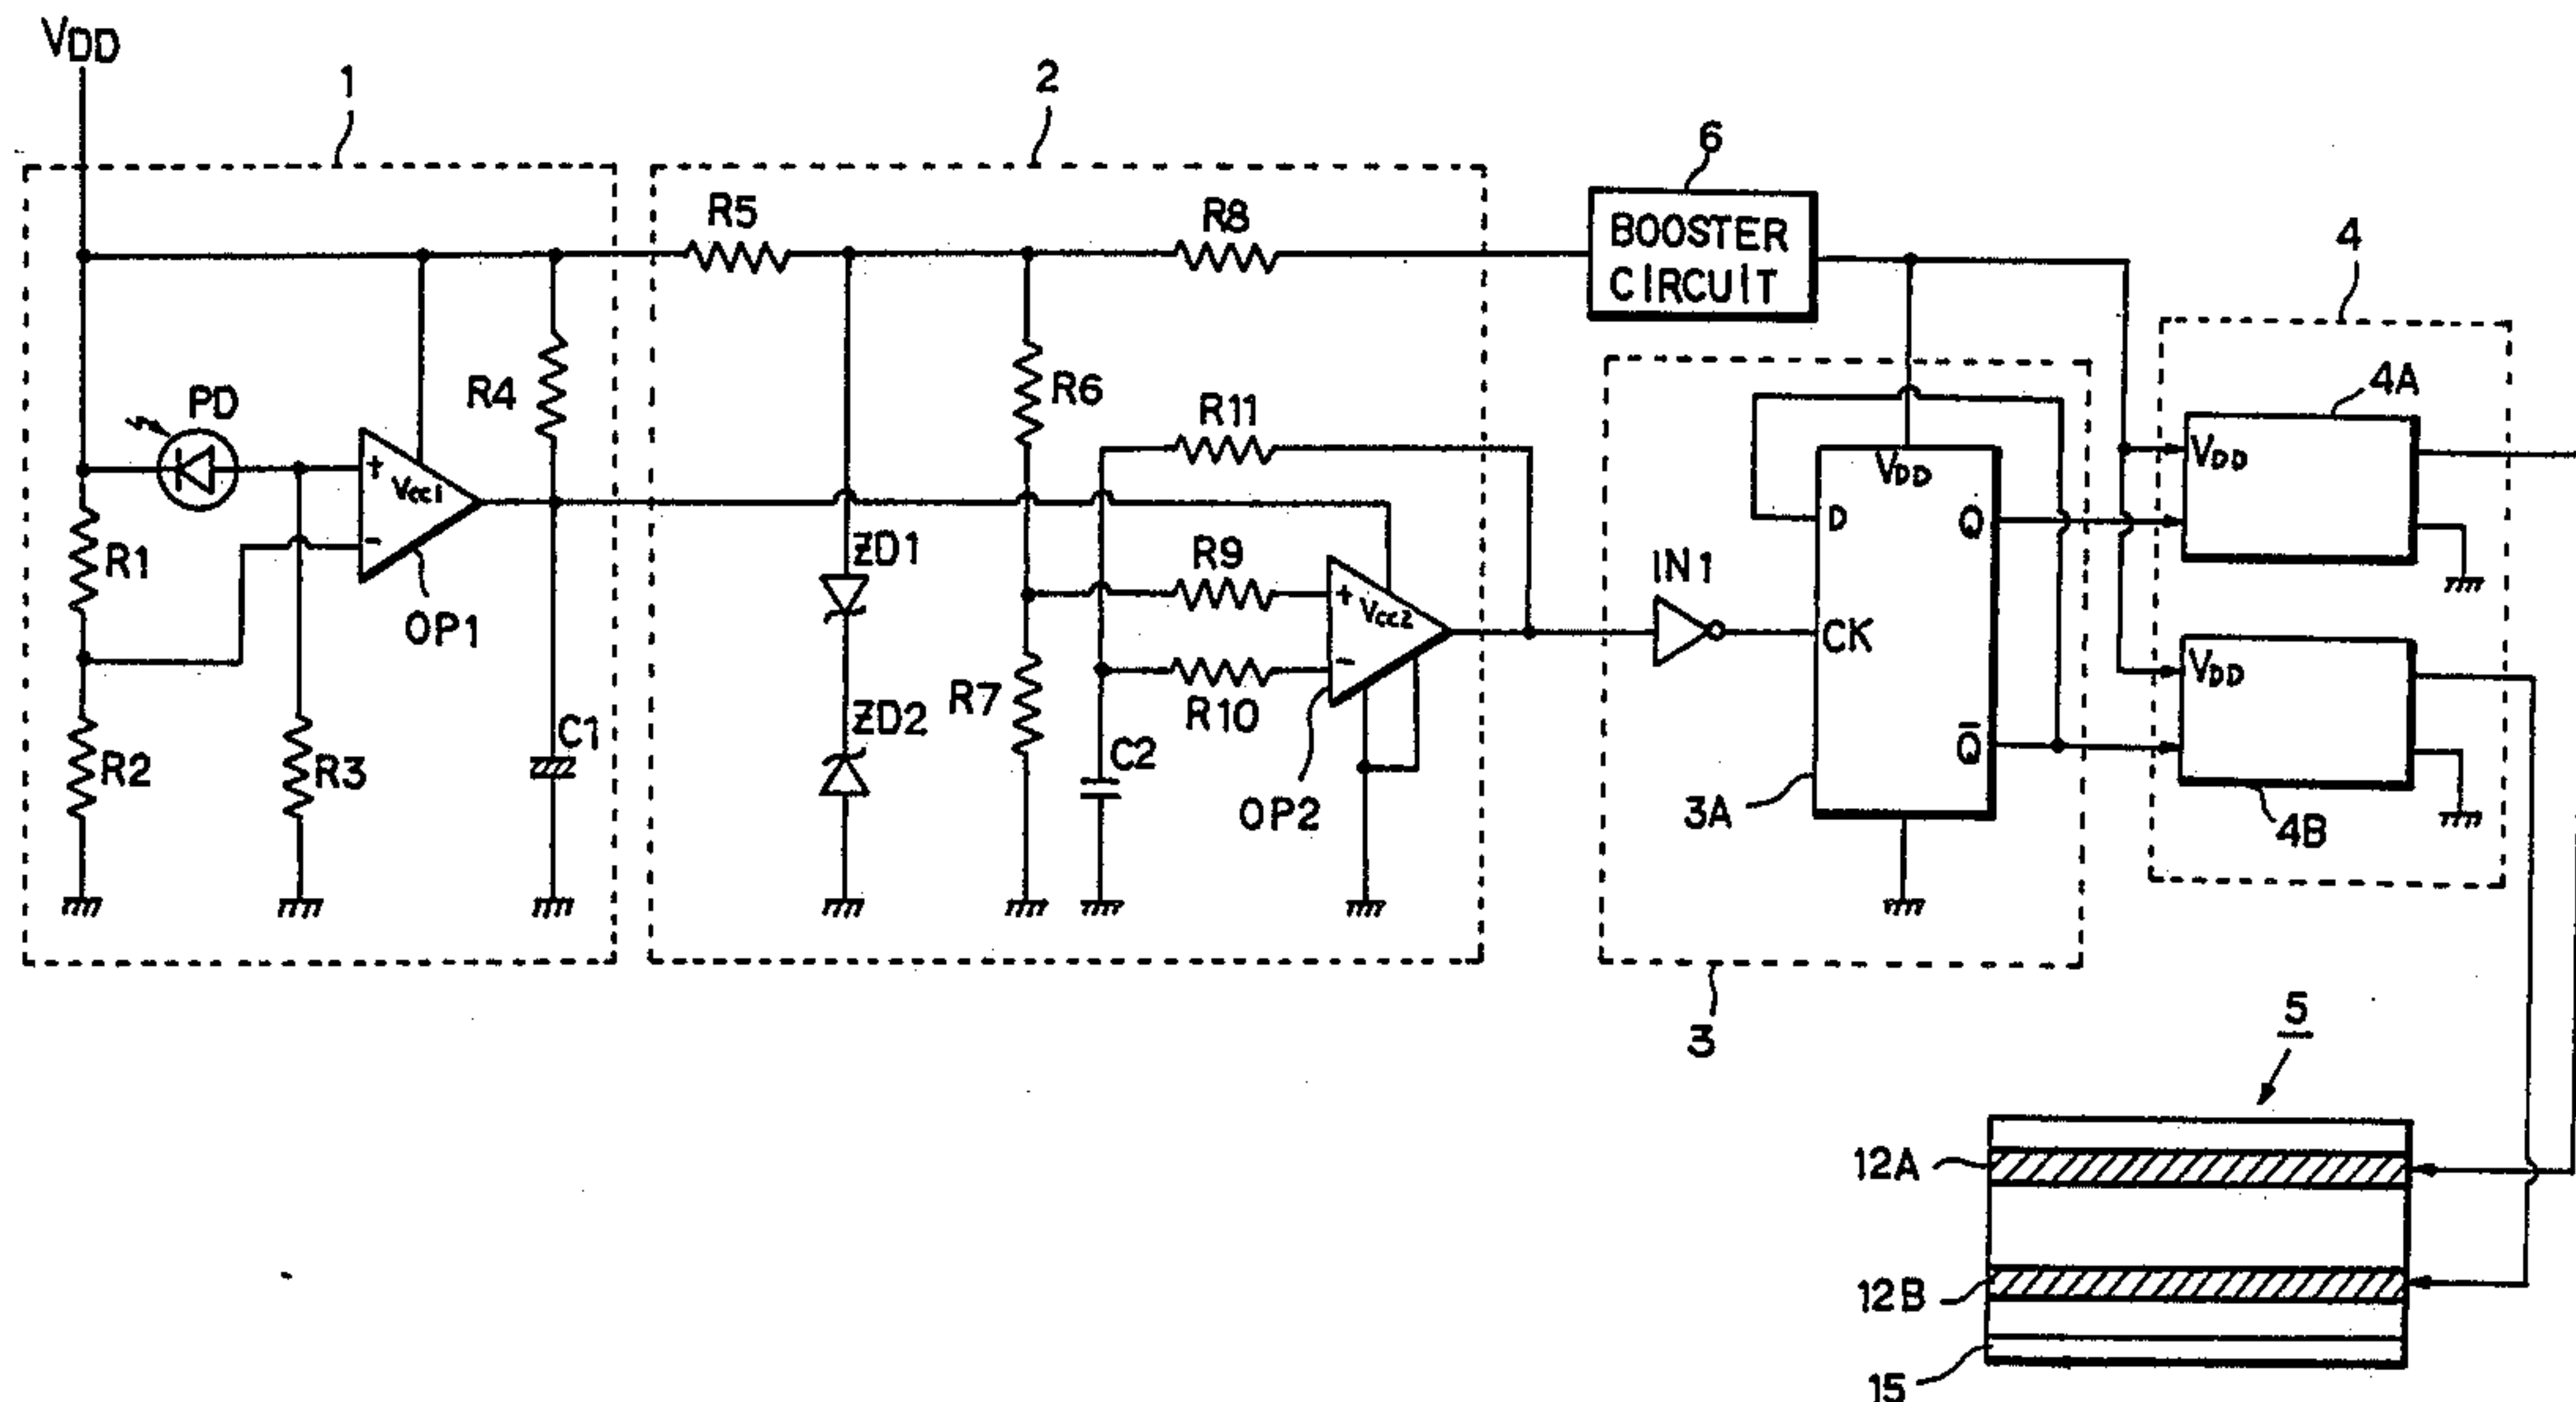 VDD
1
2
6
R5
R8
BOOSTER
CIRCUIT
4
R4
PD
R6
R11
4A
VDD
VDD
+
Vcc1
-
D
Q
R1
OP1
ZD1
R9
IN1
+
Vcc2
-
CK
VDD
R7
R10
R2
R3
C1
ZD2
C2
OP2
3A
Q̅
4B
3
5
12A
12B
15